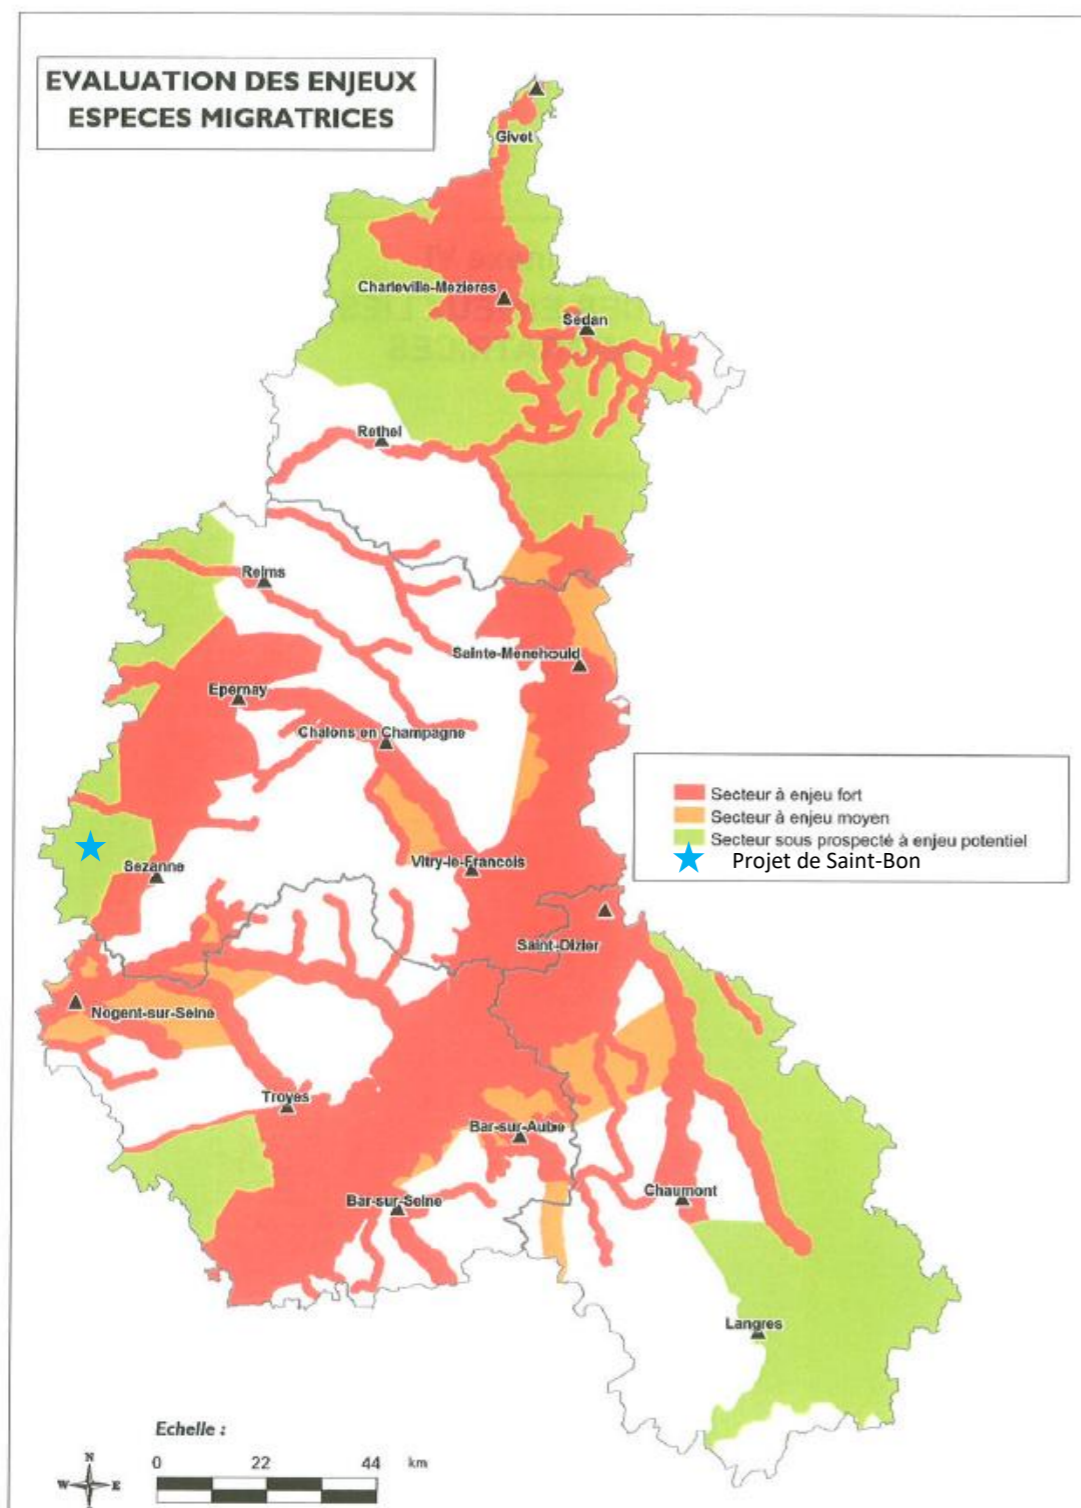 EVALUATION DES ENJEUX
ESPECES MIGRATRICES
Givet
Charleville-Mezieres
Sedan
Rethel
Reims
Sainte-Menehould
Epernay
Chalons en Champagne
Secteur à enjeu fort
Secteur à enjeu moyen
Secteur sous prospecté à enjeu potentiel
Projet de Saint-Bon
Sezanne
Vitry-le-Francois
Saint-Dizier
Nogent-sur-Seine
Troyes
Bar-sur-Aube
Chaumont
Bar-sur-Seine
Langres
Echelle :
0 22 44 km
N
W E